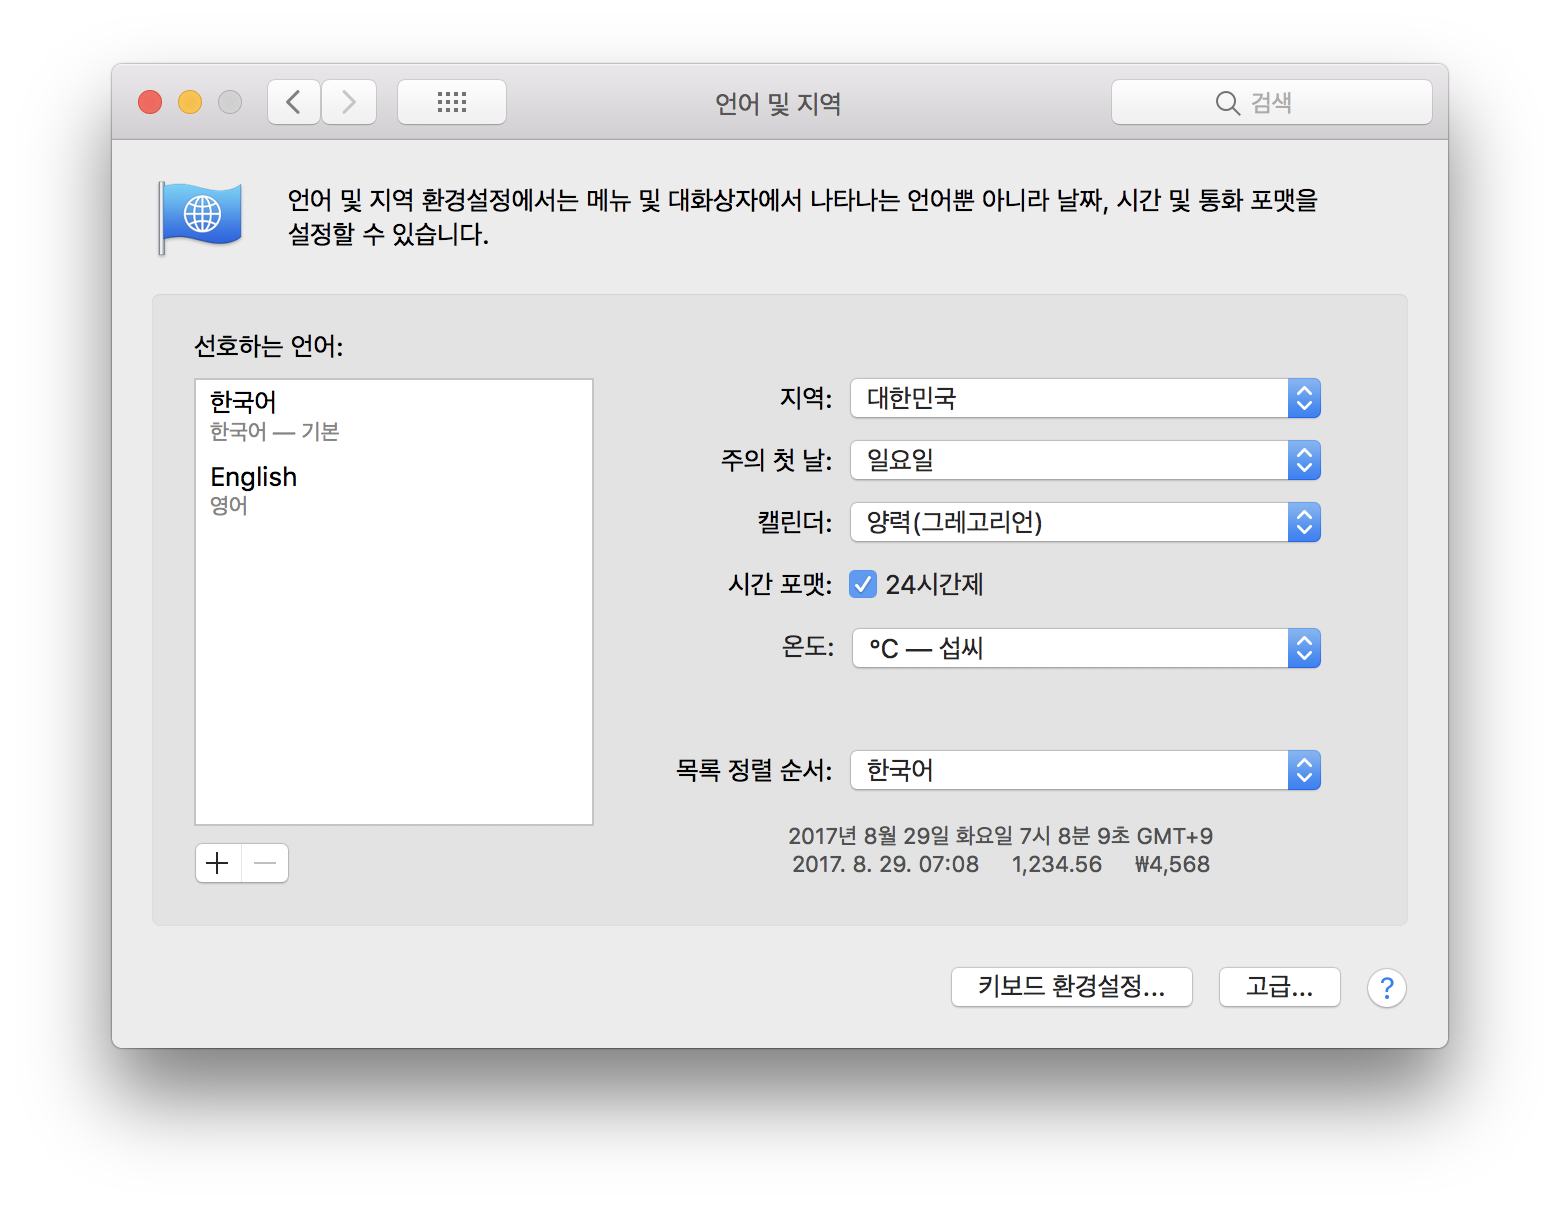 언어 및 지역
검색
언어 및 지역 환경설정에서는 메뉴 및 대화상자에서 나타나는 언어뿐 아니라 날짜, 시간 및 통화 포맷을
설정할 수 있습니다.
선호하는 언어:
한국어
한국어 — 기본
English
영어
지역: 대한민국
주의 첫 날: 일요일
캘린더: 양력(그레고리언)
시간 포맷: 24시간제
온도: °C — 섭씨
목록 정렬 순서: 한국어
2017년 8월 29일 화요일 7시 8분 9초 GMT+9
2017. 8. 29. 07:08 1,234.56 ₩4,568
키보드 환경설정... 고급... ?